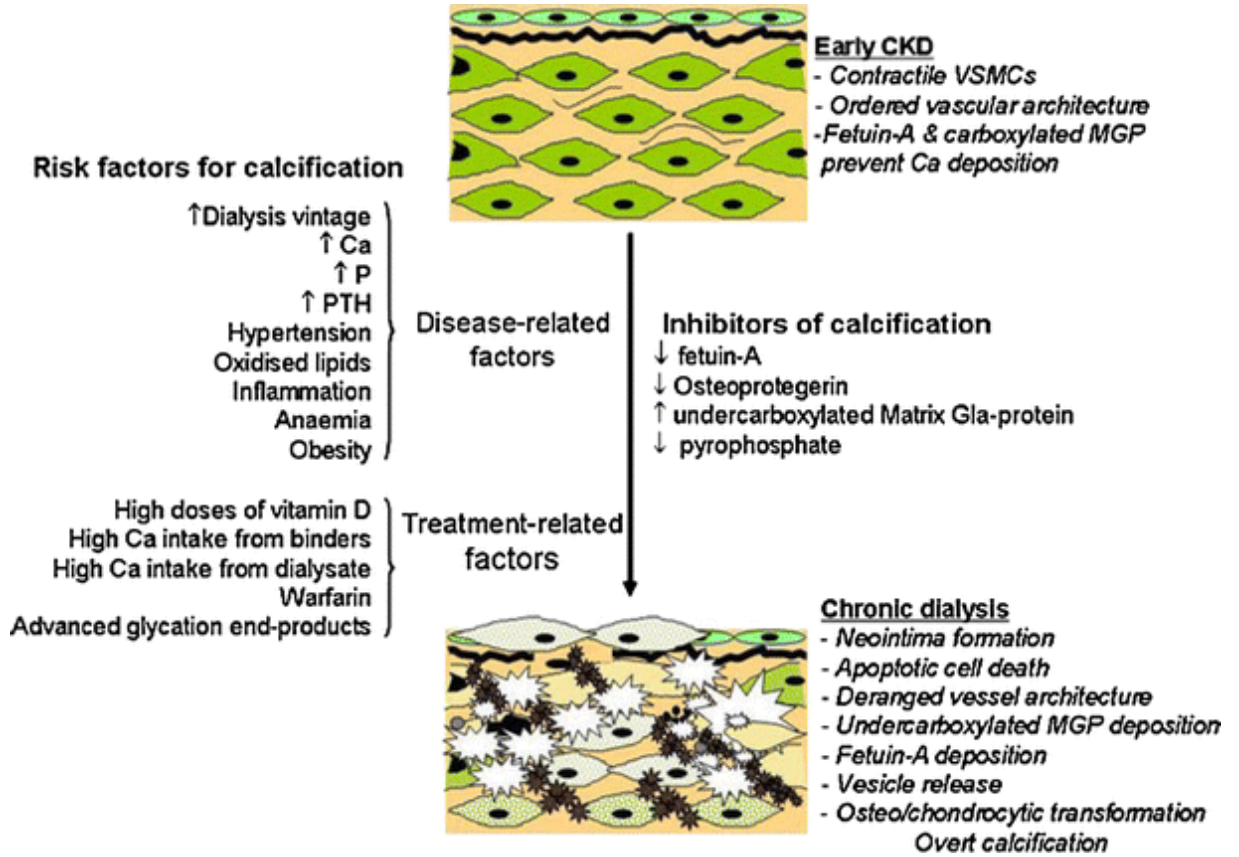 Early CKD
- Contractile VSMCs
- Ordered vascular architecture
-Fetuin-A & carboxylated MGP
prevent Ca deposition
Risk factors for calcification
↑Dialysis vintage
↑ Ca
↑ P
↑ PTH
Hypertension
Oxidised lipids
Inflammation
Anaemia
Obesity
Disease-related
factors
Inhibitors of calcification
↓ fetuin-A
↓ Osteoprotegerin
↑ undercarboxylated Matrix Gla-protein
↓ pyrophosphate
High doses of vitamin D
High Ca intake from binders
High Ca intake from dialysate
Warfarin
Advanced glycation end-products
Treatment-related
factors
Chronic dialysis
- Neointima formation
- Apoptotic cell death
- Deranged vessel architecture
- Undercarboxylated MGP deposition
- Fetuin-A deposition
- Vesicle release
- Osteo/chondrocytic transformation
Overt calcification